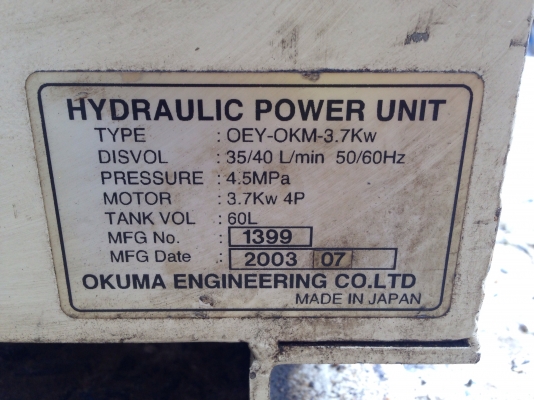 HYDRAULIC POWER UNIT
TYPE : OEY-OKM-3.7Kw
DISVOL : 35/40 L/min 50/60Hz
PRESSURE : 4.5MPa
MOTOR : 3.7Kw 4P
TANK VOL : 60L
MFG No. : 1399
MFG Date : 2003 07
OKUMA ENGINEERING CO.LTD
MADE IN JAPAN